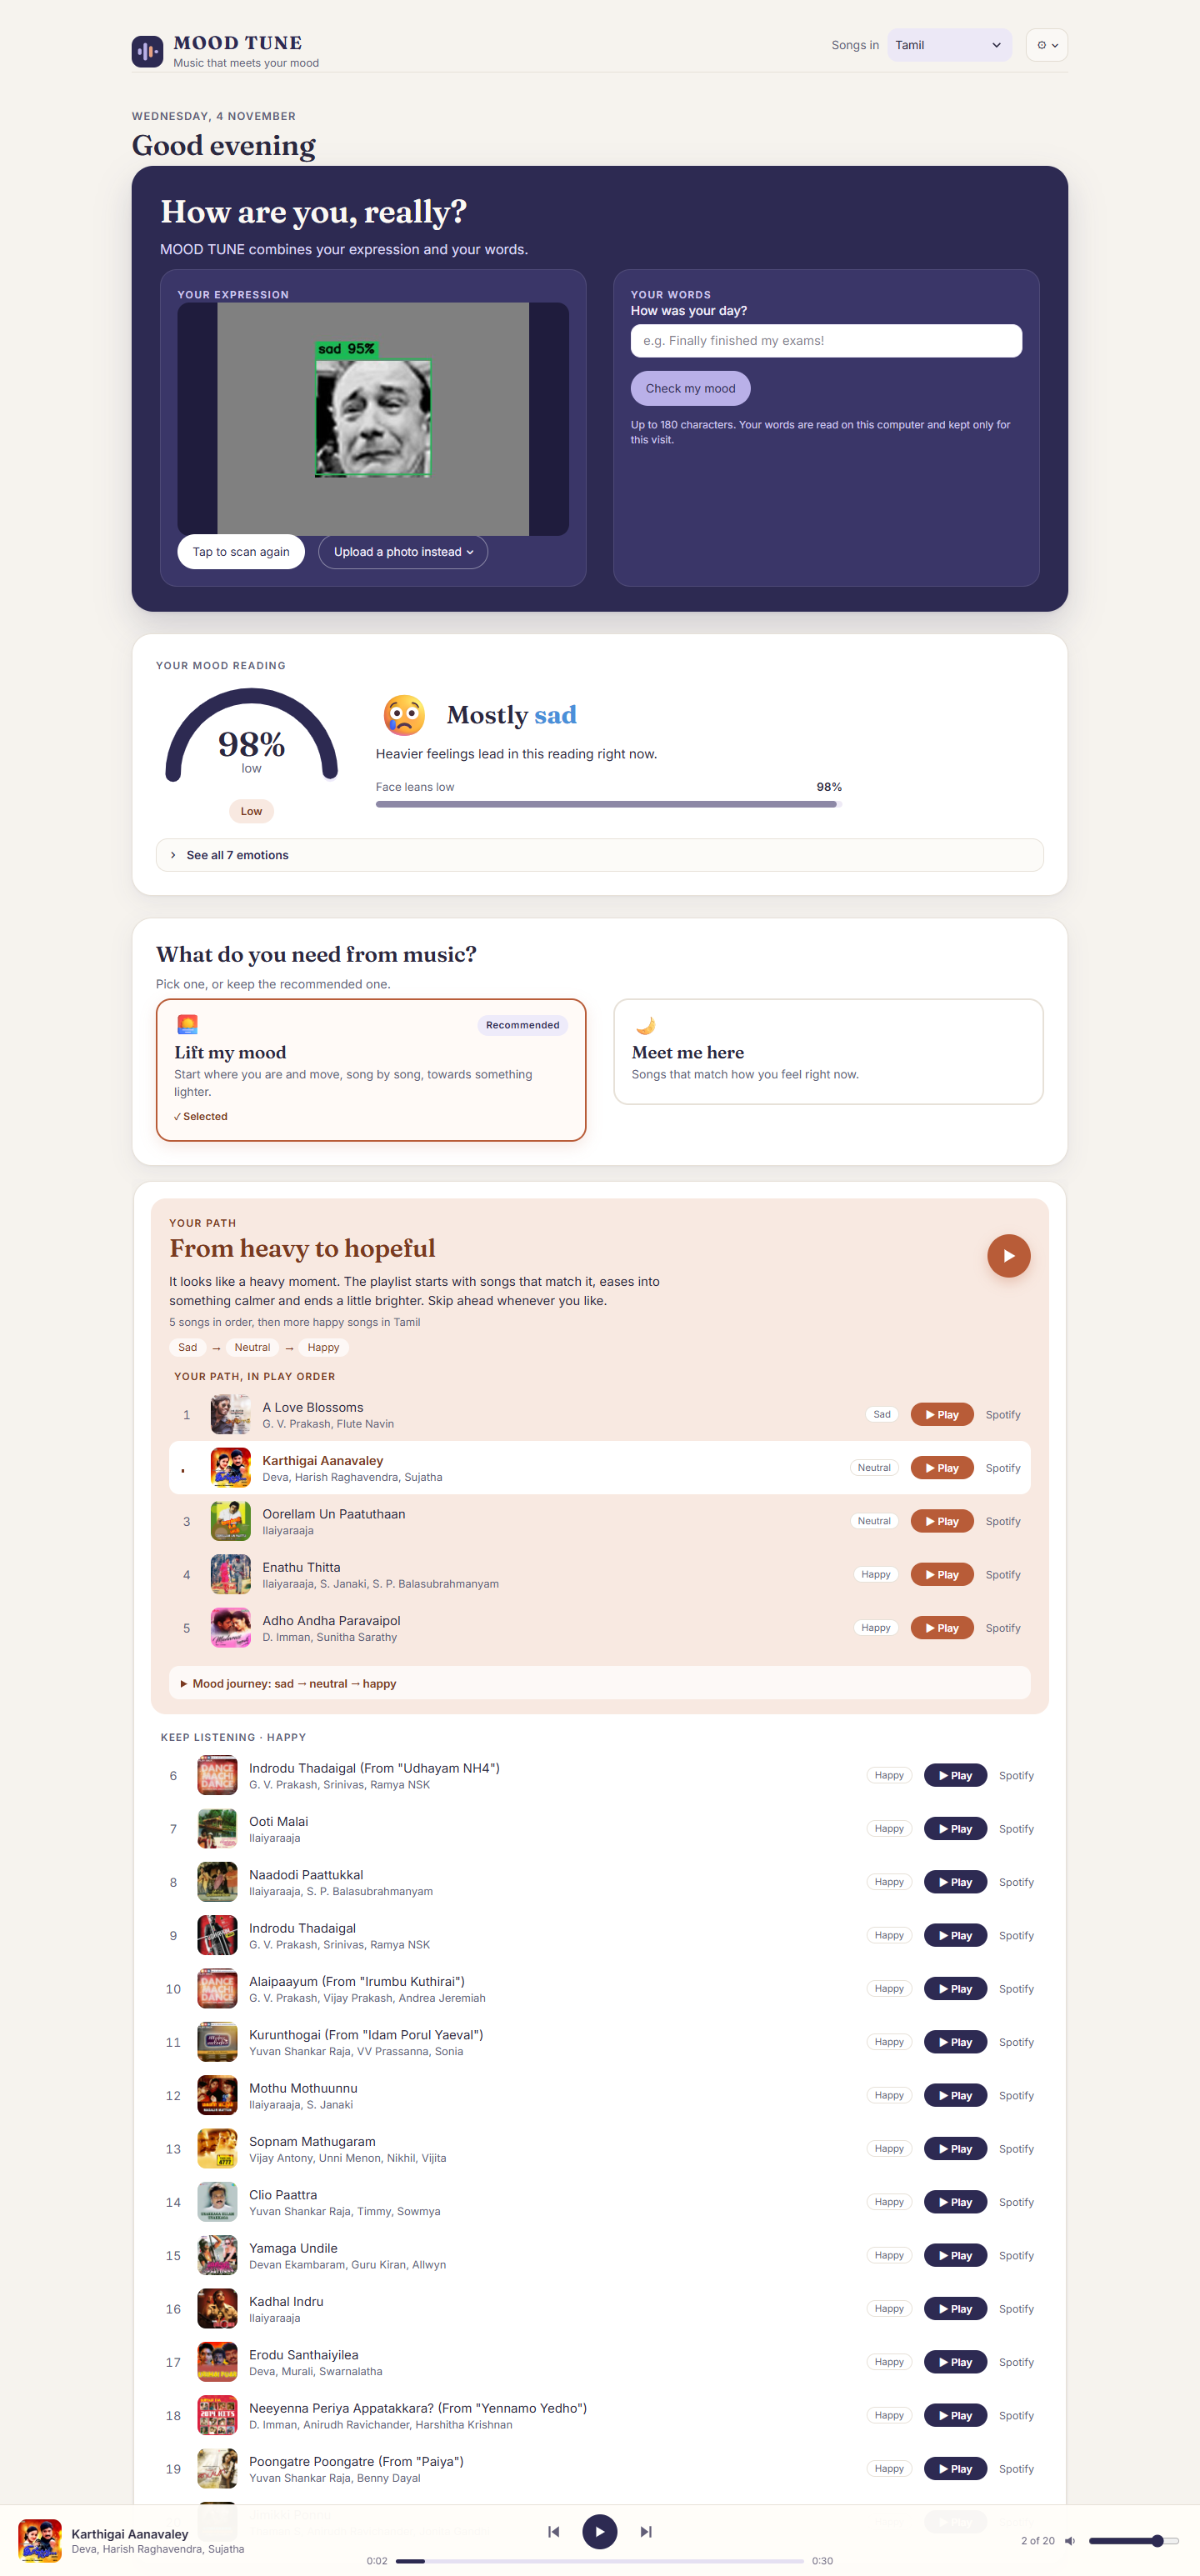 MOOD TUNE
Music that meets your mood
Songs in
Tamil
WEDNESDAY, 4 NOVEMBER
Good evening
How are you, really?
MOOD TUNE combines your expression and your words.
YOUR EXPRESSION
sad 95%
Tap to scan again
Upload a photo instead
YOUR WORDS
How was your day?
e.g. Finally finished my exams!
Check my mood
Up to 180 characters. Your words are read on this computer and kept only for
this visit.
YOUR MOOD READING
98%
low
Low
Mostly sad
Heavier feelings lead in this reading right now.
Face leans low
98%
See all 7 emotions
What do you need from music?
Pick one, or keep the recommended one.
Recommended
Lift my mood
Start where you are and move, song by song, towards something
lighter.
✓ Selected
Meet me here
Songs that match how you feel right now.
YOUR PATH
From heavy to hopeful
It looks like a heavy moment. The playlist starts with songs that match it, eases into
something calmer and ends a little brighter. Skip ahead whenever you like.
5 songs in order, then more happy songs in Tamil
Sad → Neutral → Happy
YOUR PATH, IN PLAY ORDER
1
A Love Blossoms
G. V. Prakash, Flute Navin
Sad
▶ Play
Spotify
Karthigai Aanavaley
Deva, Harish Raghavendra, Sujatha
Neutral
▶ Play
Spotify
3
Oorellam Un Paatuthaan
Ilaiyaraaja
Neutral
▶ Play
Spotify
4
Enathu Thitta
Ilaiyaraaja, S. Janaki, S. P. Balasubrahmanyam
Happy
▶ Play
Spotify
5
Adho Andha Paravaipol
D. Imman, Sunitha Sarathy
Happy
▶ Play
Spotify
▶ Mood journey: sad → neutral → happy
KEEP LISTENING · HAPPY
6
Indrodu Thadaigal (From "Udhayam NH4")
G. V. Prakash, Srinivas, Ramya NSK
Happy
▶ Play
Spotify
7
Ooti Malai
Ilaiyaraaja
Happy
▶ Play
Spotify
8
Naadodi Paattukkal
Ilaiyaraaja, S. P. Balasubrahmanyam
Happy
▶ Play
Spotify
9
Indrodu Thadaigal
G. V. Prakash, Srinivas, Ramya NSK
Happy
▶ Play
Spotify
10
Alaipaayum (From "Irumbu Kuthirai")
G. V. Prakash, Vijay Prakash, Andrea Jeremiah
Happy
▶ Play
Spotify
11
Kurunthogai (From "Idam Porul Yaeval")
Yuvan Shankar Raja, VV Prassanna, Sonia
Happy
▶ Play
Spotify
12
Mothu Mothuunnu
Ilaiyaraaja, S. Janaki
Happy
▶ Play
Spotify
13
Sopnam Mathugaram
Vijay Antony, Unni Menon, Nikhil, Vijita
Happy
▶ Play
Spotify
14
Clio Paattra
Yuvan Shankar Raja, Timmy, Sowmya
Happy
▶ Play
Spotify
15
Yamaga Undile
Devan Ekambaram, Guru Kiran, Allwyn
Happy
▶ Play
Spotify
16
Kadhal Indru
Ilaiyaraaja
Happy
▶ Play
Spotify
17
Erodu Santhaiyilea
Deva, Murali, Swarnalatha
Happy
▶ Play
Spotify
18
Neeyenna Periya Appatakkara? (From "Yennamo Yedho")
D. Imman, Anirudh Ravichander, Harshitha Krishnan
Happy
▶ Play
Spotify
19
Poongatre Poongatre (From "Paiya")
Yuvan Shankar Raja, Benny Dayal
Happy
▶ Play
Spotify
Karthigai Aanavaley
Deva, Harish Raghavendra, Sujatha
0:02
0:30
2 of 20